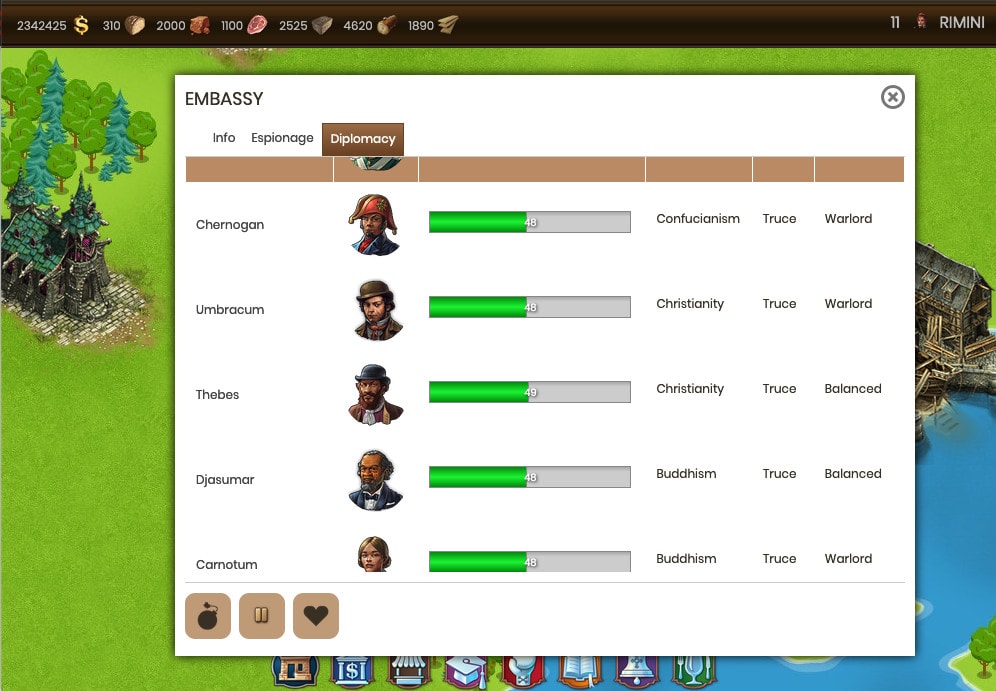 2342425 $ 310 2000 1100 2525 4620 1890 11 RIMINI
EMBASSY
Info Espionage Diplomacy
Chernogan 48 Confucianism Truce Warlord
Umbracum 48 Christianity Truce Warlord
Thebes 49 Christianity Truce Balanced
Djasumar 48 Buddhism Truce Balanced
Carnotum 48 Buddhism Truce Warlord
I$I